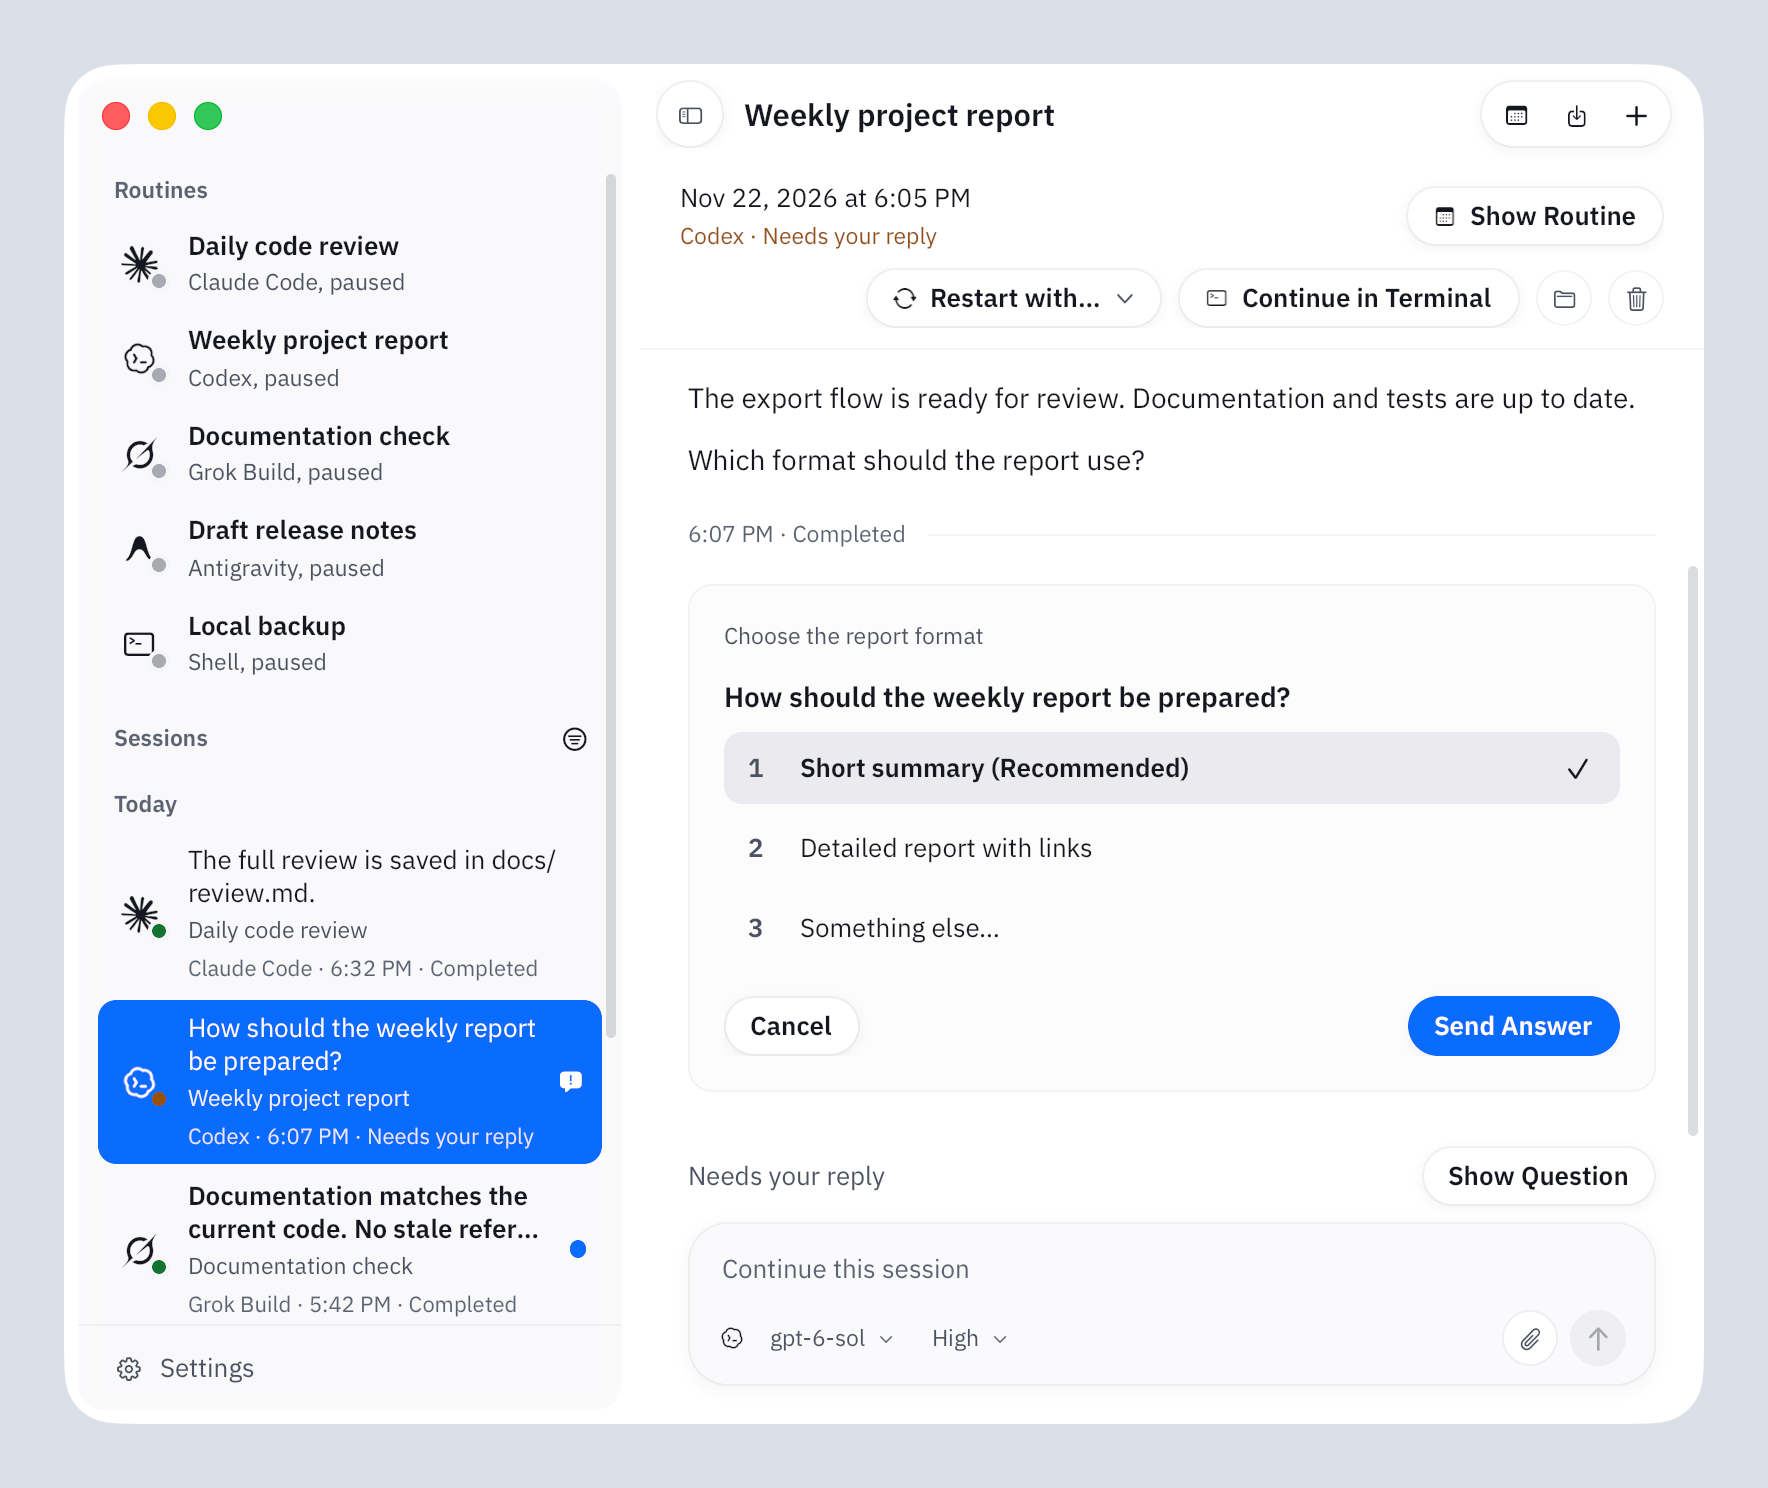 Routines
Daily code review
Claude Code, paused
Weekly project report
Codex, paused
Documentation check
Grok Build, paused
Draft release notes
Antigravity, paused
Local backup
Shell, paused
Sessions
Today
The full review is saved in docs/
review.md.
Daily code review
Claude Code · 6:32 PM · Completed
How should the weekly report
be prepared?
Weekly project report
Codex · 6:07 PM · Needs your reply
Documentation matches the
current code. No stale refer...
Documentation check
Grok Build · 5:42 PM · Completed
Settings
Weekly project report
Nov 22, 2026 at 6:05 PM
Codex · Needs your reply
Show Routine
Restart with...
Continue in Terminal
The export flow is ready for review. Documentation and tests are up to date.
Which format should the report use?
6:07 PM · Completed
Choose the report format
How should the weekly report be prepared?
1 Short summary (Recommended)
2 Detailed report with links
3 Something else...
Cancel
Send Answer
Needs your reply
Show Question
Continue this session
gpt-6-sol
High